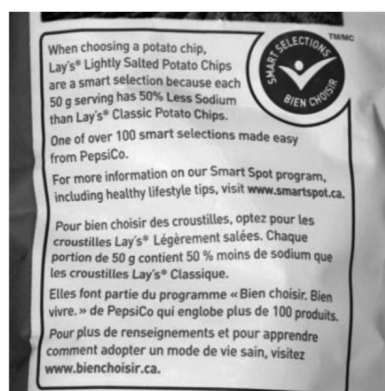 SMART SELECTIONS
TM/MC
BIEN CHOISIR
When choosing a potato chip,
Lay's® Lightly Salted Potato Chips
are a smart selection because each
50 g serving has 50% Less Sodium
than Lay's® Classic Potato Chips.
One of over 100 smart selections made easy
from PepsiCo.
For more information on our Smart Spot program,
including healthy lifestyle tips, visit www.smartspot.ca.
Pour bien choisir des croustilles, optez pour les
croustilles Lay's® Légèrement salées. Chaque
portion de 50 g contient 50 % moins de sodium que
les croustilles Lay's® Classique.
Elles font partie du programme « Bien choisir. Bien
vivre. » de PepsiCo qui englobe plus de 100 produits.
Pour plus de renseignements et pour apprendre
comment adopter un mode de vie sain, visitez
www.bienchoisir.ca.